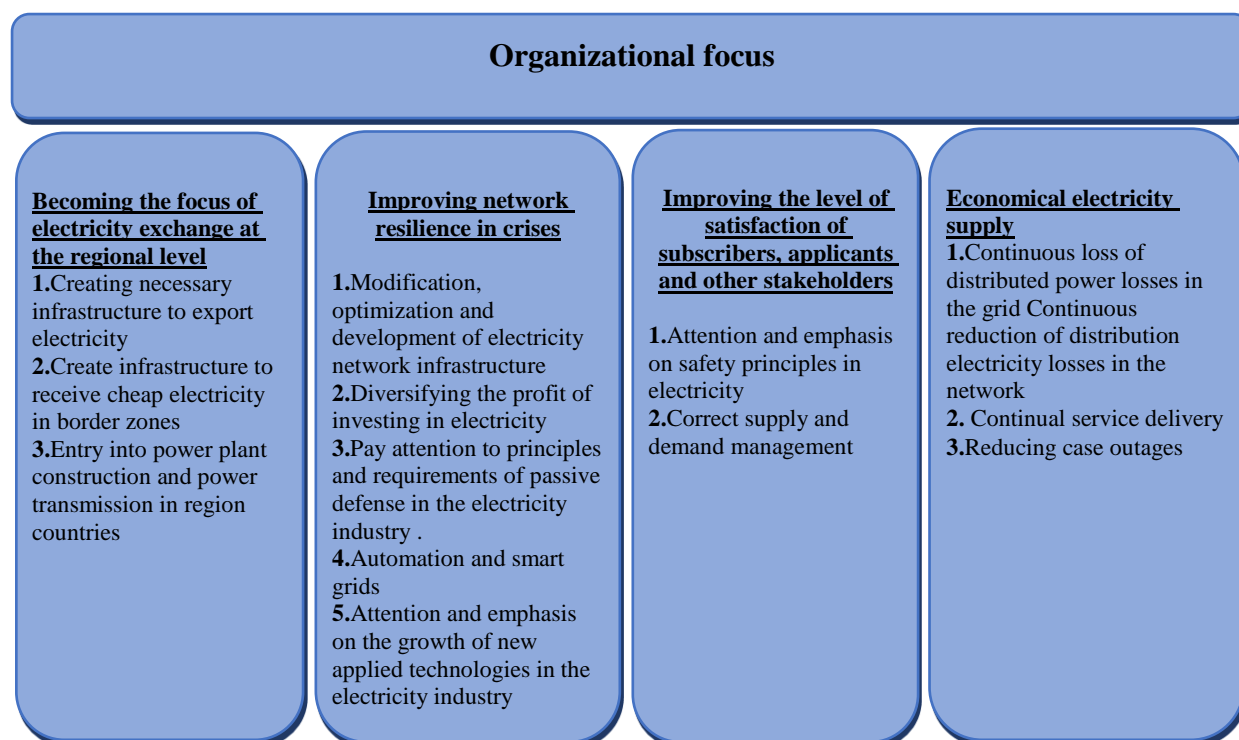 Organizational focus
Becoming the focus of
electricity exchange at
the regional level
1.Creating necessary
infrastructure to export
electricity
2.Create infrastructure to
receive cheap electricity
in border zones
3.Entry into power plant
construction and power
transmission in region
countries
Improving network
resilience in crises
1.Modification,
optimization and
development of electricity
network infrastructure
2.Diversifying the profit of
investing in electricity
3.Pay attention to principles
and requirements of passive
defense in the electricity
industry .
4.Automation and smart
grids
5.Attention and emphasis
on the growth of new
applied technologies in the
electricity industry
Improving the level of
satisfaction of
subscribers, applicants
and other stakeholders
1.Attention and emphasis
on safety principles in
electricity
2.Correct supply and
demand management
Economical electricity
supply
1.Continuous loss of
distributed power losses in
the grid Continuous
reduction of distribution
electricity losses in the
network
2. Continual service delivery
3.Reducing case outages